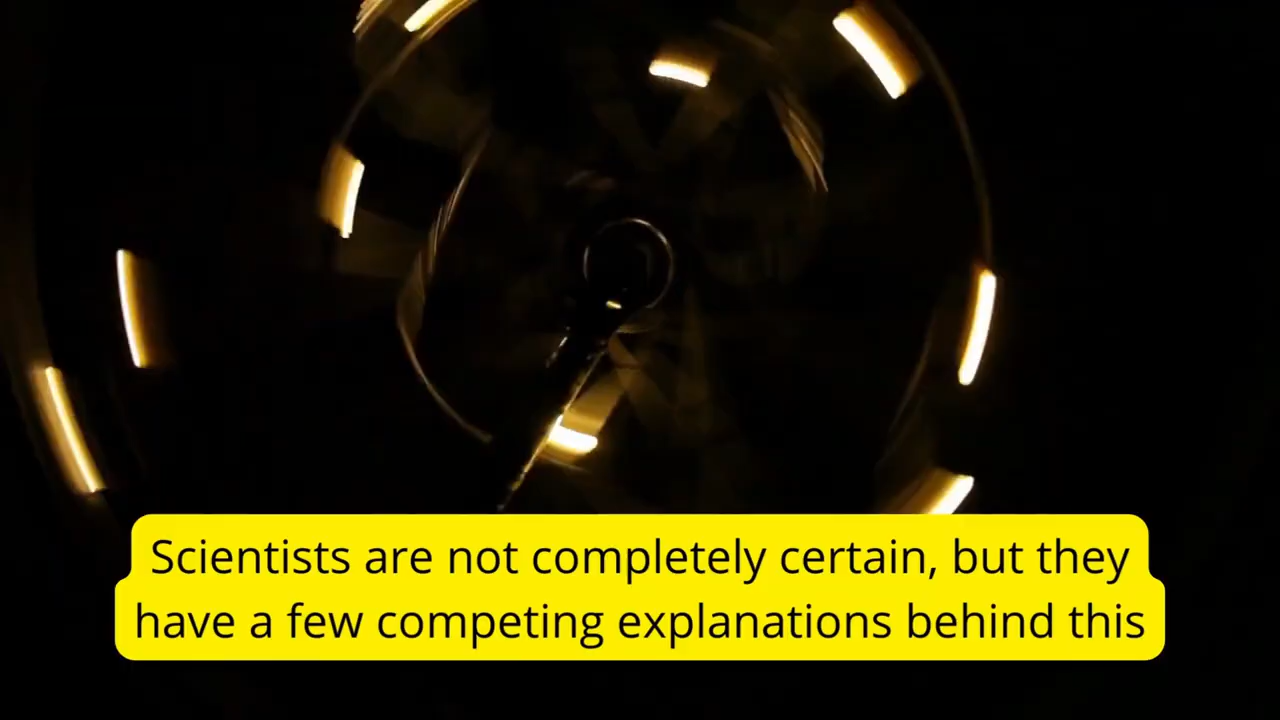 Scientists are not completely certain, but they
have a few competing explanations behind this